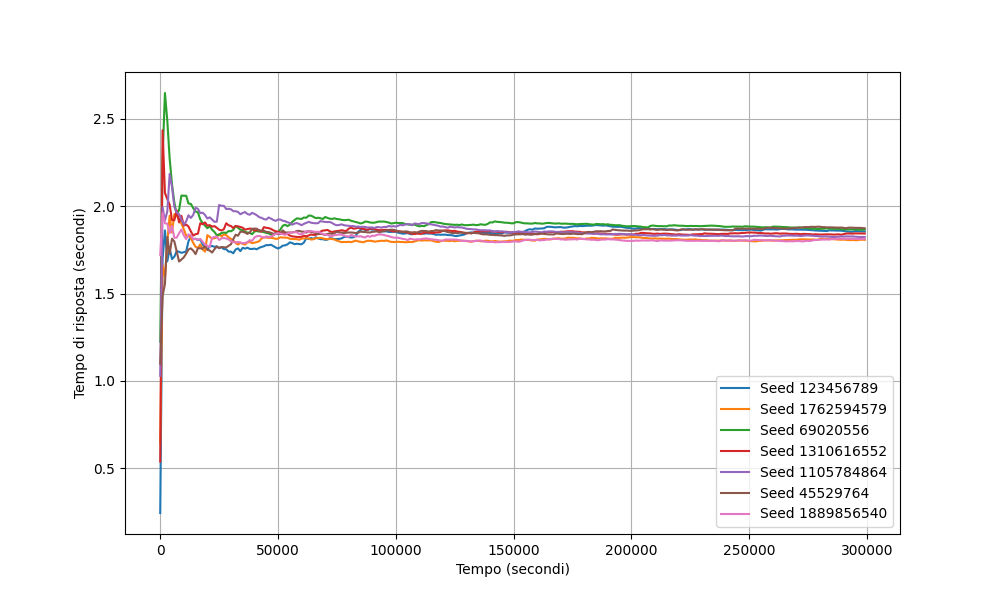 2.5
2.0
1.5
1.0
0.5
Tempo di risposta (secondi)
Seed 123456789
Seed 1762594579
Seed 69020556
Seed 1310616552
Seed 1105784864
Seed 45529764
Seed 1889856540
0 50000 100000 150000 200000 250000 300000
Tempo (secondi)